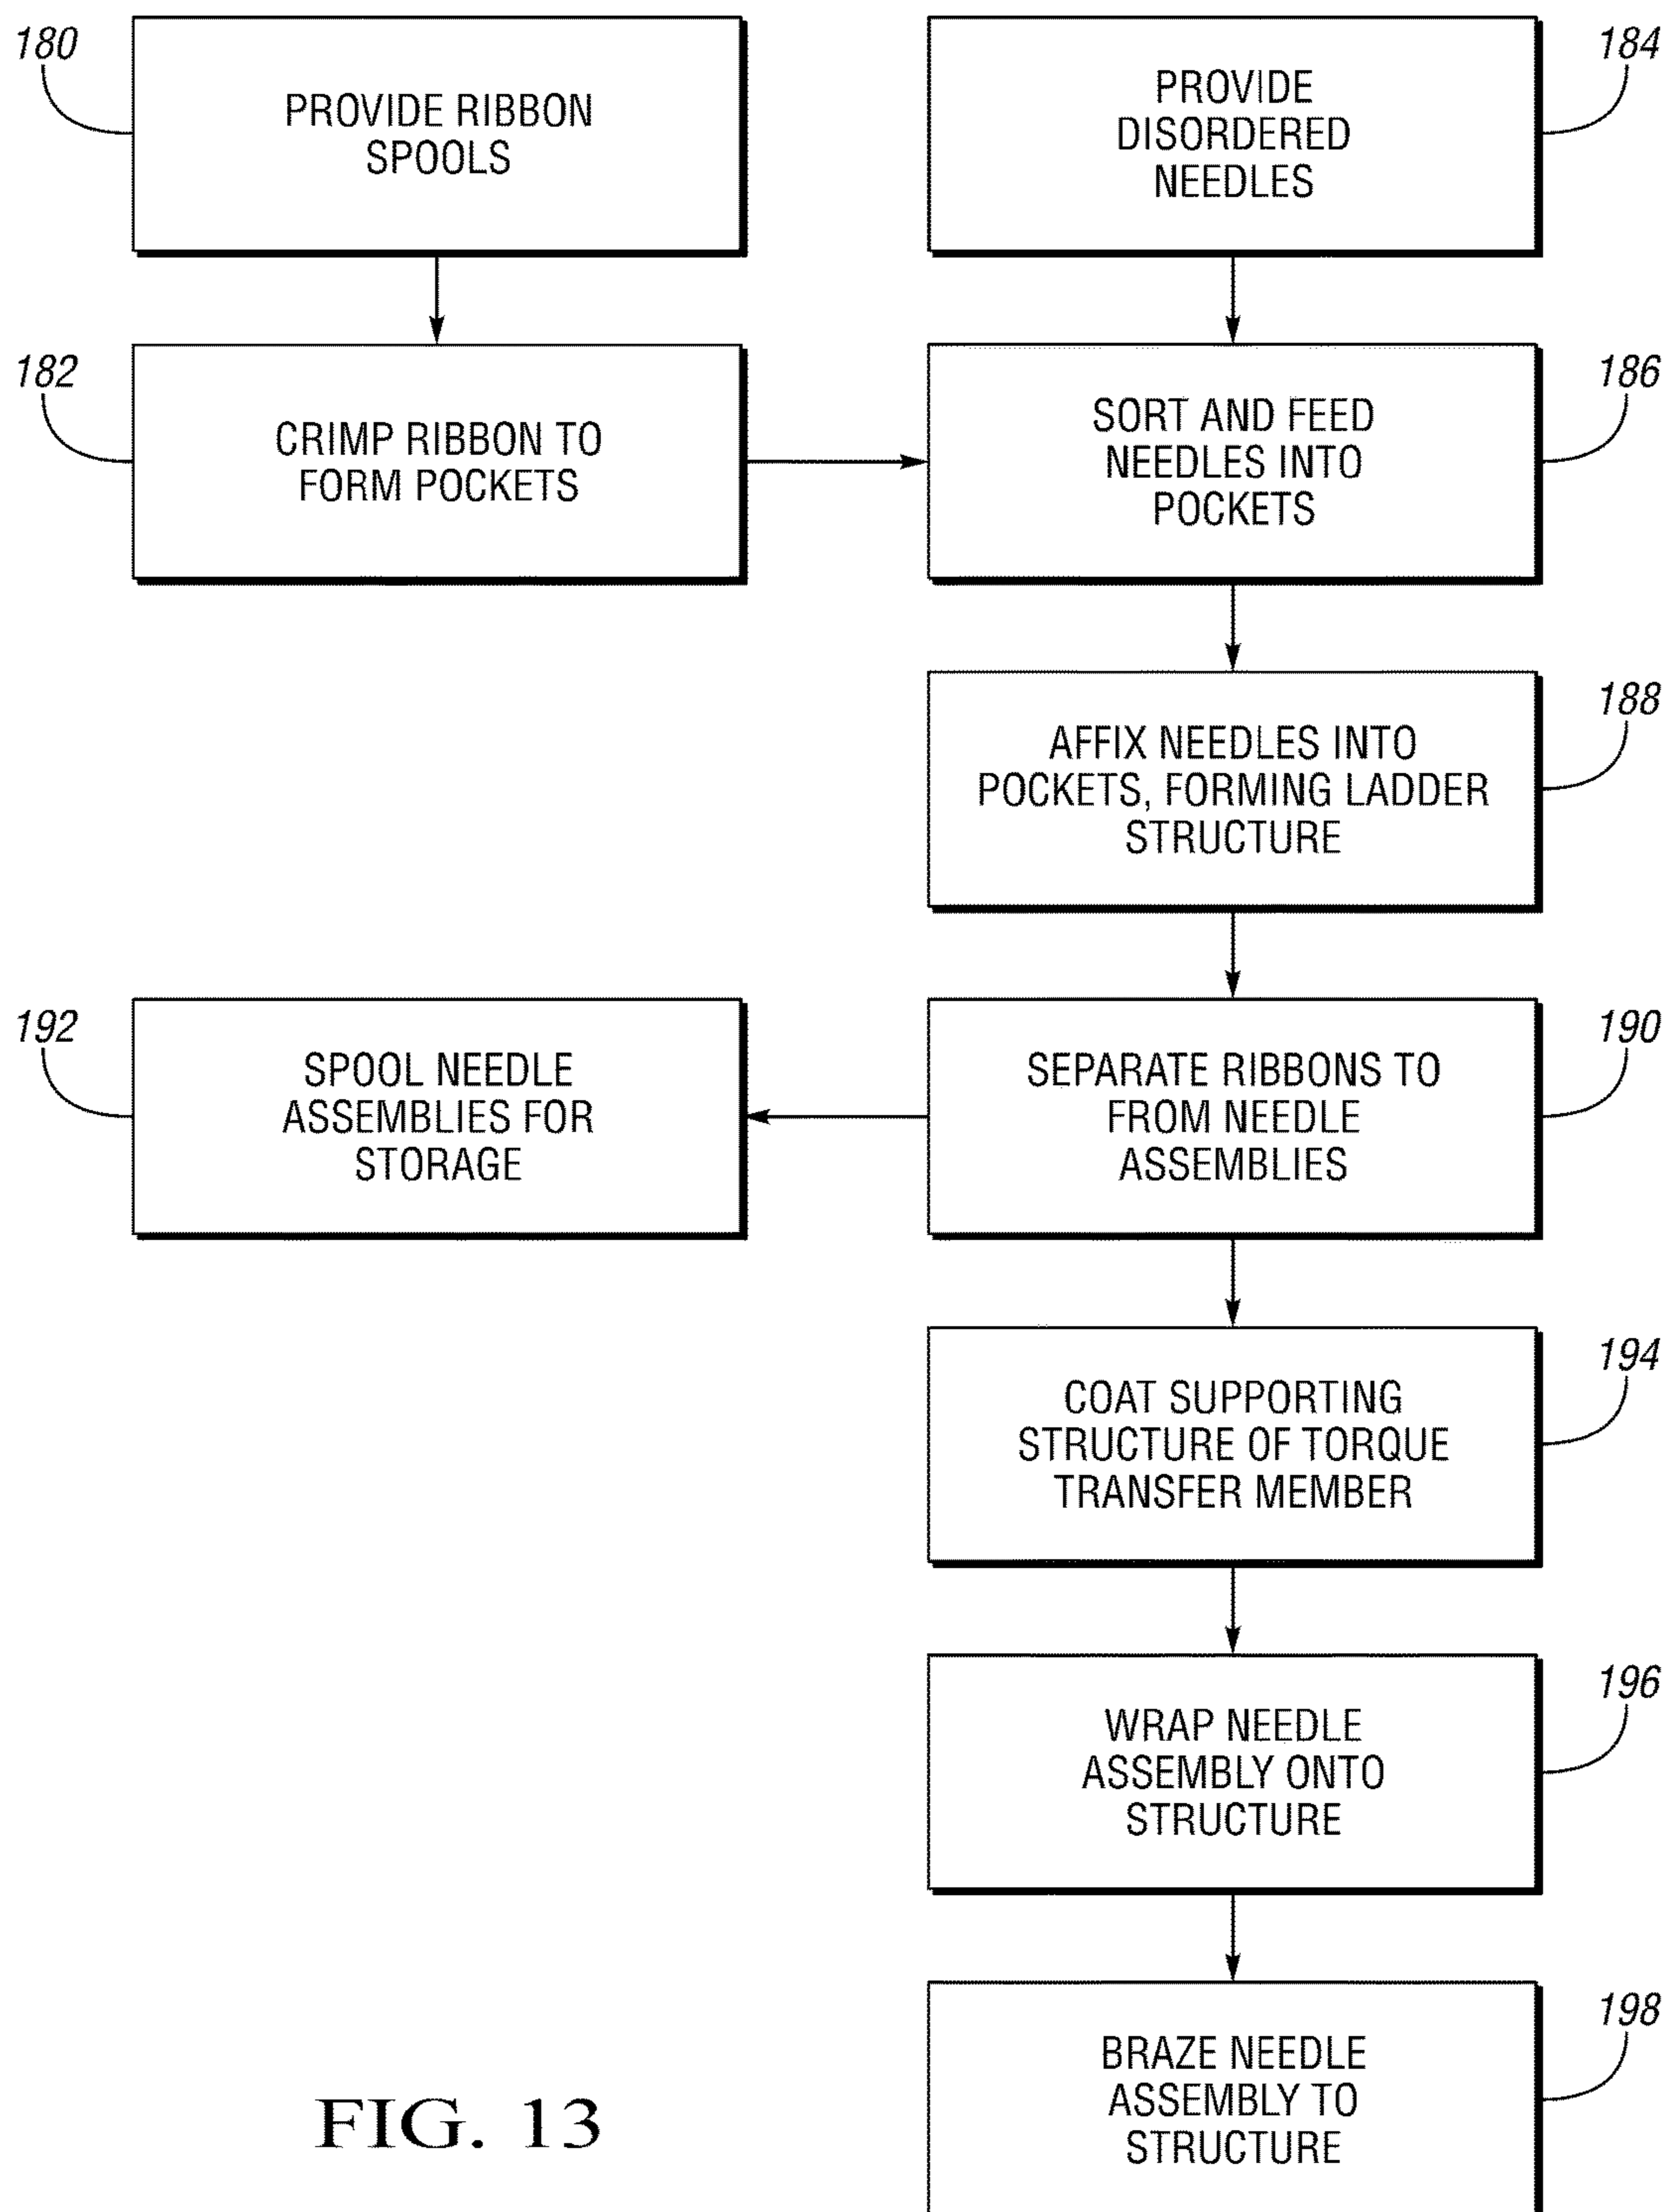 180
PROVIDE RIBBON
SPOOLS
184
PROVIDE
DISORDERED
NEEDLES
182
CRIMP RIBBON TO
FORM POCKETS
186
SORT AND FEED
NEEDLES INTO
POCKETS
188
AFFIX NEEDLES INTO
POCKETS, FORMING LADDER
STRUCTURE
192
SPOOL NEEDLE
ASSEMBLIES FOR
STORAGE
190
SEPARATE RIBBONS TO
FROM NEEDLE
ASSEMBLIES
194
COAT SUPPORTING
STRUCTURE OF TORQUE
TRANSFER MEMBER
196
WRAP NEEDLE
ASSEMBLY ONTO
STRUCTURE
198
BRAZE NEEDLE
ASSEMBLY TO
STRUCTURE
FIG. 13